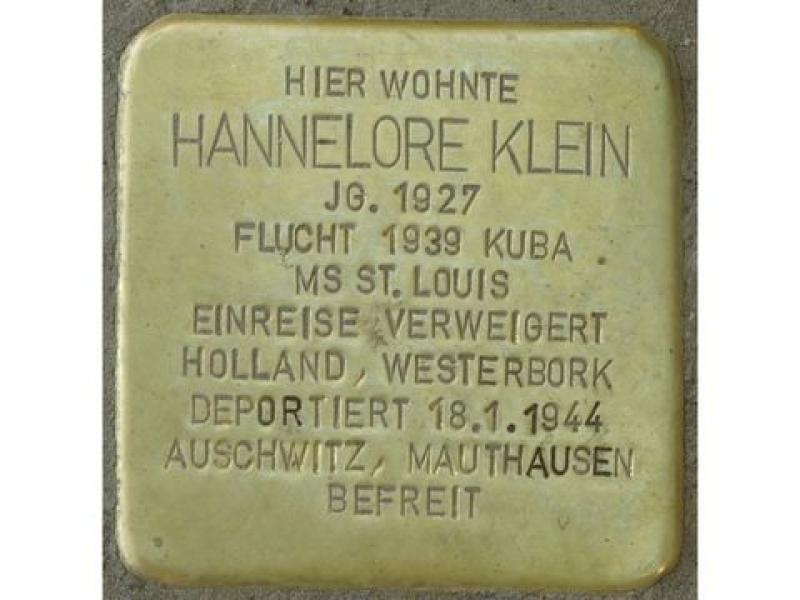 HIER WOHNTE
HANNELORE KLEIN
JG. 1927
FLUCHT 1939 KUBA
MS ST. LOUIS
EINREISE VERWEIGERT
HOLLAND, WESTERBORK
DEPORTIERT 18.1.1944
AUSCHWITZ, MAUTHAUSEN
BEFREIT